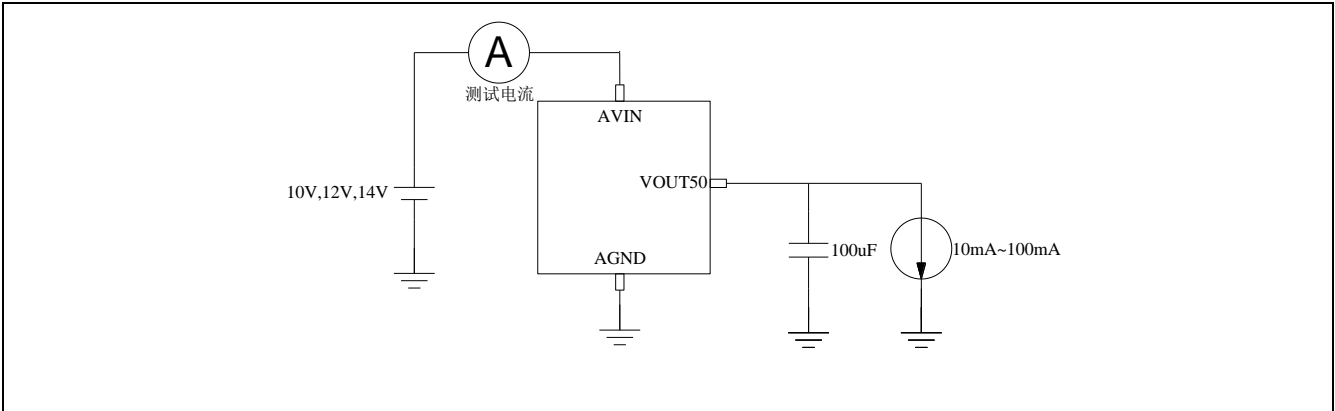 A
测试电流
AVIN
10V,12V,14V
VOUT50
100uF
10mA~100mA
AGND